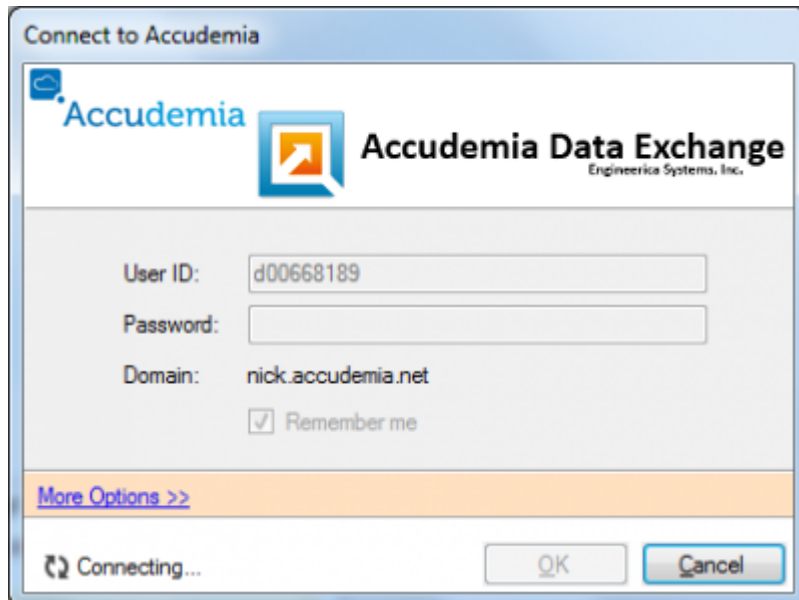 Connect to Accudemia
Accudemia
Accudemia Data Exchange
Engineerica Systems, Inc.
User ID: d00668189
Password:
Domain: nick.accudemia.net
Remember me
More Options >>
Connecting... OK Cancel